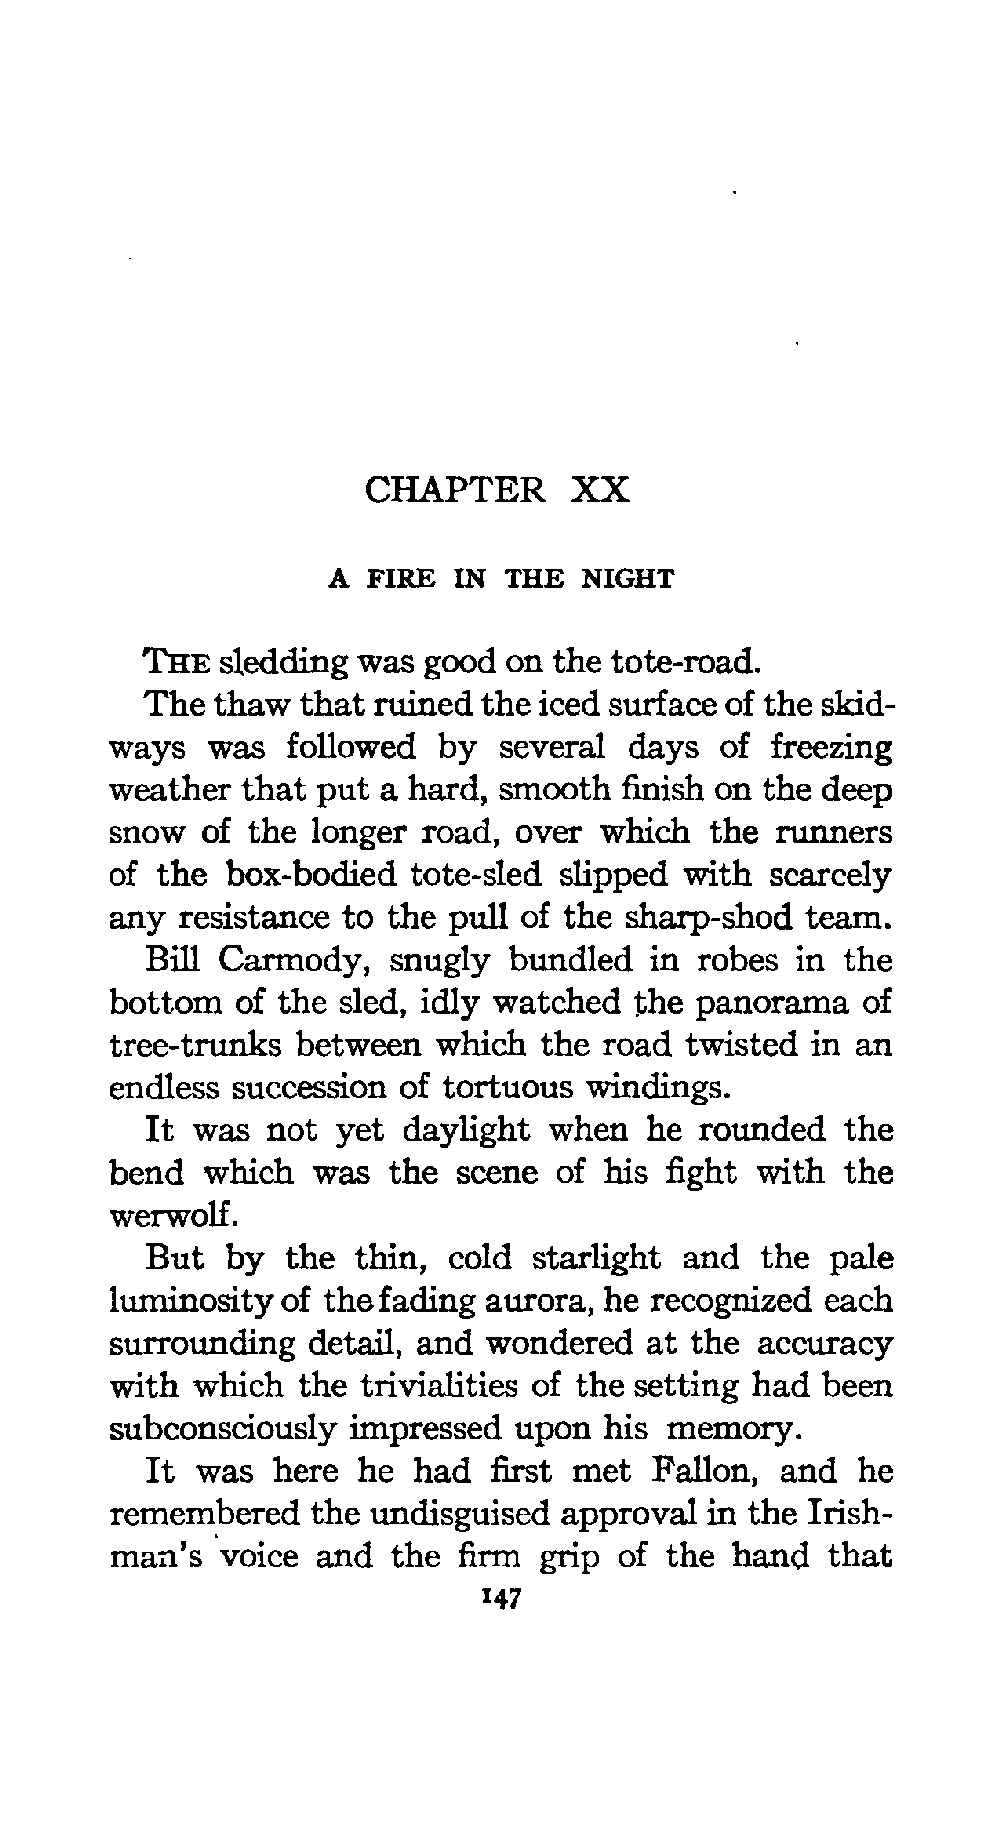 CHAPTER XX
A FIRE IN THE NIGHT
THE sledding was good on the tote-road.
The thaw that ruined the iced surface of the skid-
ways was followed by several days of freezing
weather that put a hard, smooth finish on the deep
snow of the longer road, over which the runners
of the box-bodied tote-sled slipped with scarcely
any resistance to the pull of the sharp-shod team.
Bill Carmody, snugly bundled in robes in the
bottom of the sled, idly watched the panorama of
tree-trunks between which the road twisted in an
endless succession of tortuous windings.
It was not yet daylight when he rounded the
bend which was the scene of his fight with the
werwolf.
But by the thin, cold starlight and the pale
luminosity of the fading aurora, he recognized each
surrounding detail, and wondered at the accuracy
with which the trivialities of the setting had been
subconsciously impressed upon his memory.
It was here he had first met Fallon, and he
remembered the undisguised approval in the Irish-
man's voice and the firm grip of the hand that
147